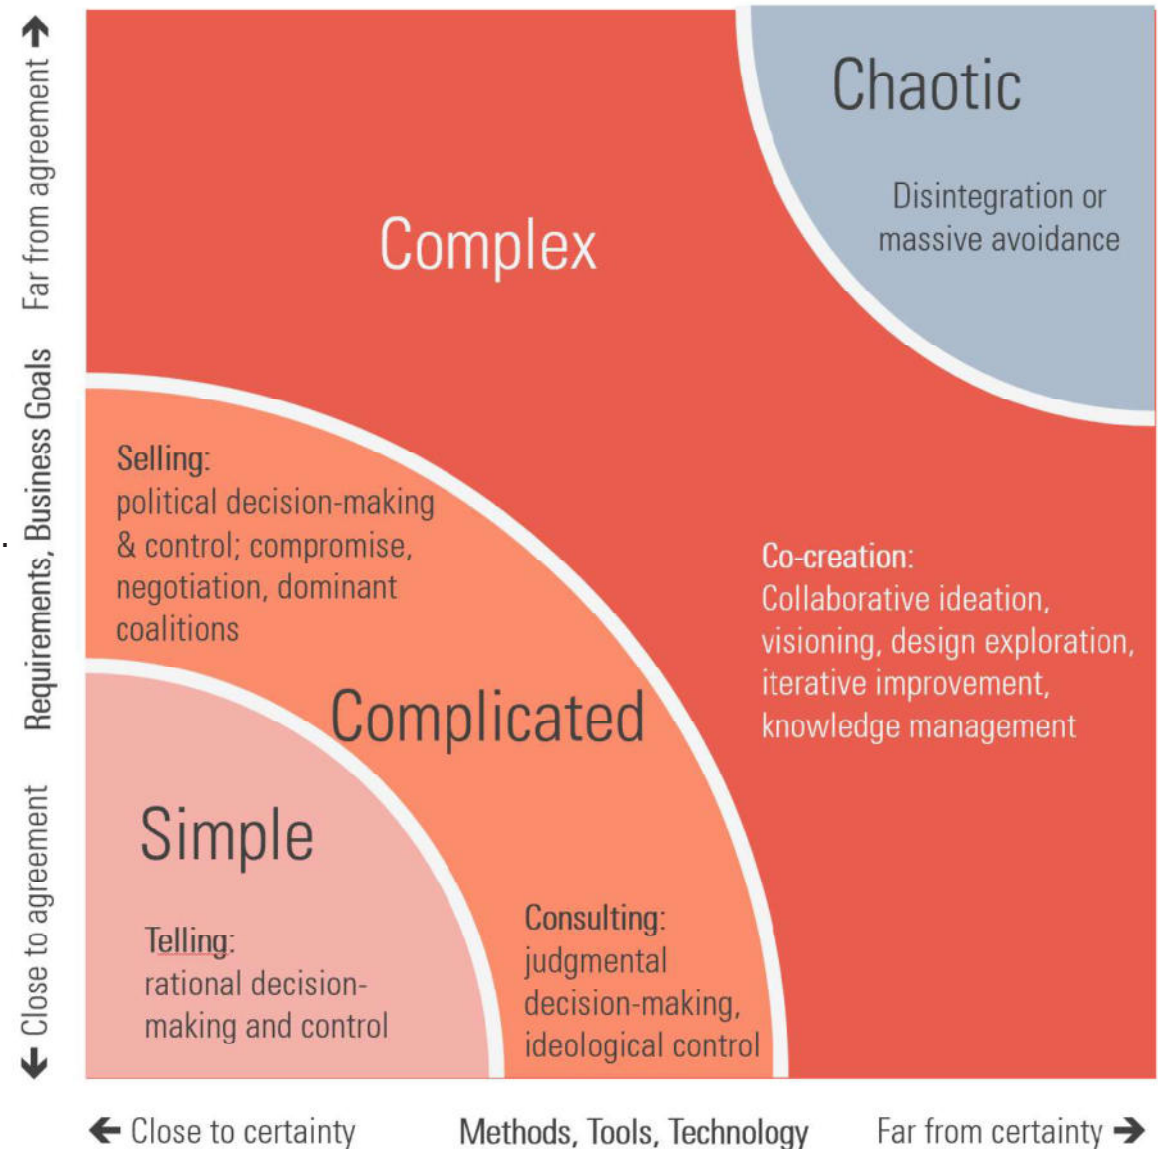 Far from agreement →
Requirements, Business Goals
← Close to agreement
Chaotic
Disintegration or
massive avoidance
Complex
Selling:
political decision-making
& control; compromise,
negotiation, dominant
coalitions
Co-creation:
Collaborative ideation,
visioning, design exploration,
iterative improvement,
knowledge management
Complicated
Simple
Telling:
rational decision-
making and control
Consulting:
judgmental
decision-making,
ideological control
← Close to certainty
Methods, Tools, Technology
Far from certainty →